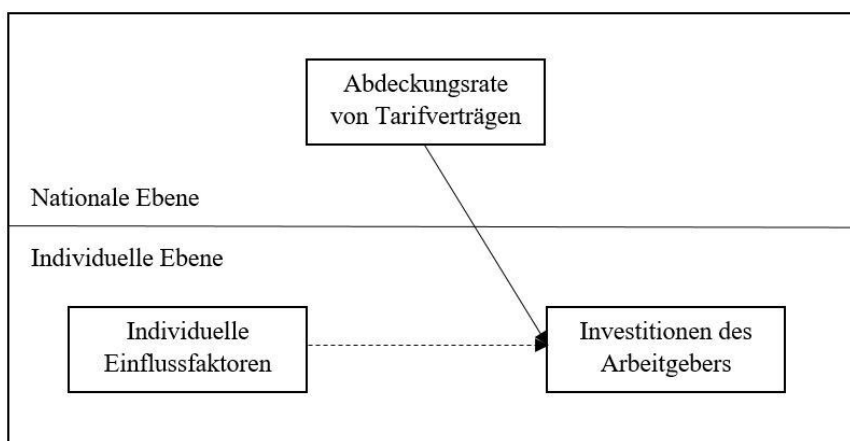 Abdeckungsrate
von Tarifverträgen
Nationale Ebene
Individuelle Ebene
Individuelle
Einflussfaktoren
Investitionen des
Arbeitgebers